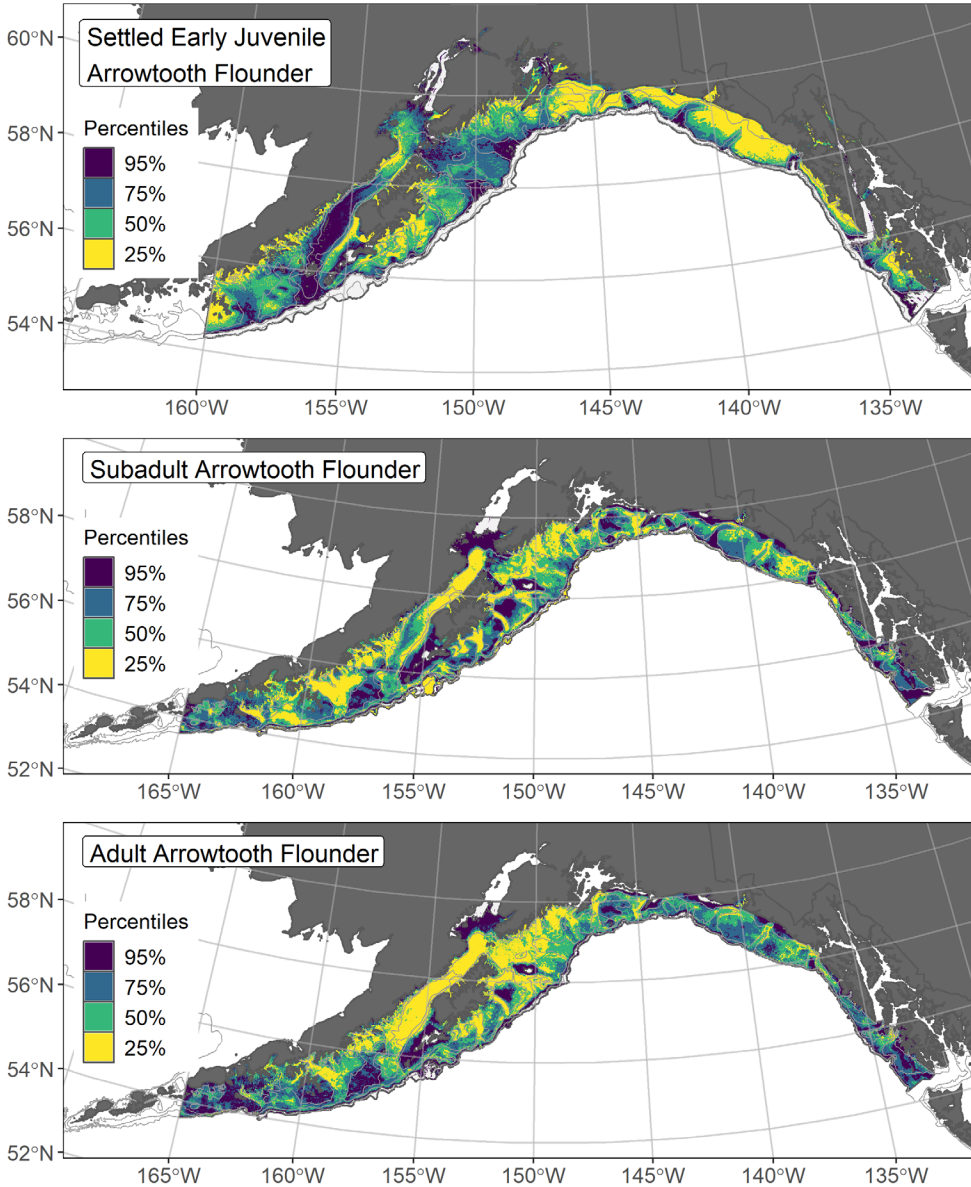 60°N
58°N
56°N
54°N
Settled Early Juvenile
Arrowtooth Flounder
Percentiles
95%
75%
50%
25%
160°W
155°W
150°W
145°W
140°W
135°W
Subadult Arrowtooth Flounder
58°N
56°N
54°N
52°N
Percentiles
95%
75%
50%
25%
165°W
160°W
155°W
150°W
145°W
140°W
135°W
Adult Arrowtooth Flounder
58°N
56°N
54°N
52°N
Percentiles
95%
75%
50%
25%
165°W
160°W
155°W
150°W
145°W
140°W
135°W